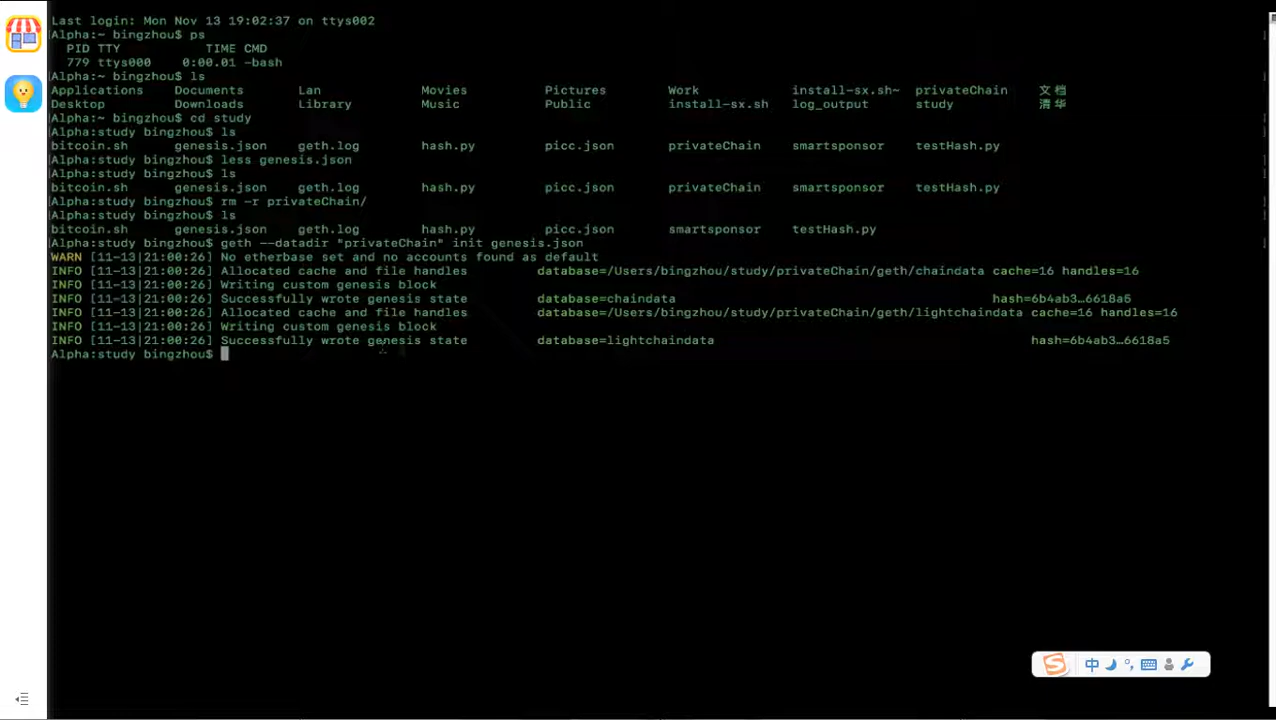 Last login: Mon Nov 13 19:02:37 on ttys002
Alpha:~ bingzhou$ ps
  PID TTY           TIME CMD
  779 ttys000    0:00.01 -bash
Alpha:~ bingzhou$ ls
Applications    Documents       Lan             Movies          Pictures        Work            install-sx.sh~  privateChain    文档
Desktop         Downloads       Library         Music           Public          install-sx.sh   log_output      study           清华
Alpha:~ bingzhou$ cd study
Alpha:study bingzhou$ ls
bitcoin.sh      genesis.json    geth.log        hash.py         picc.json       privateChain    smartsponsor    testHash.py
Alpha:study bingzhou$ less genesis.json
Alpha:study bingzhou$ ls
bitcoin.sh      genesis.json    geth.log        hash.py         picc.json       privateChain    smartsponsor    testHash.py
Alpha:study bingzhou$ rm -r privateChain/
Alpha:study bingzhou$ ls
bitcoin.sh      genesis.json    geth.log        hash.py         picc.json       smartsponsor    testHash.py
Alpha:study bingzhou$ geth --datadir "privateChain" init genesis.json
WARN [11-13|21:00:26] No etherbase set and no accounts found as default
INFO [11-13|21:00:26] Allocated cache and file handles         database=/Users/bingzhou/study/privateChain/geth/chaindata cache=16 handles=16
INFO [11-13|21:00:26] Writing custom genesis block
INFO [11-13|21:00:26] Successfully wrote genesis state         database=chaindata                                         hash=6b4ab3…6618a5
INFO [11-13|21:00:26] Allocated cache and file handles         database=/Users/bingzhou/study/privateChain/geth/lightchaindata cache=16 handles=16
INFO [11-13|21:00:26] Writing custom genesis block
INFO [11-13|21:00:26] Successfully wrote genesis state         database=lightchaindata                                         hash=6b4ab3…6618a5
Alpha:study bingzhou$
S 中